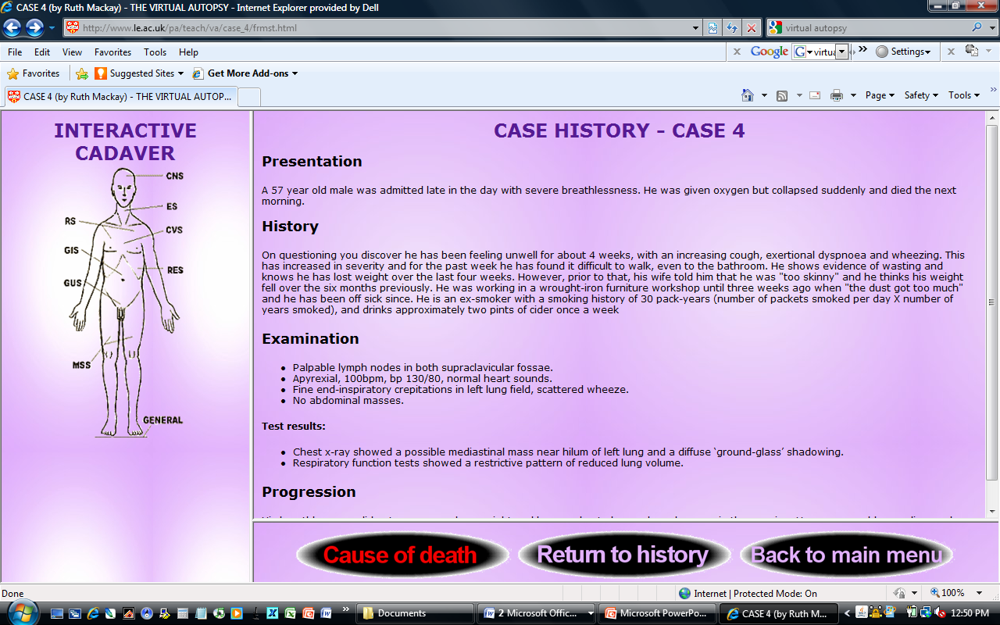 CASE 4 (by Ruth Mackay) - THE VIRTUAL AUTOPSY - Internet Explorer provided by Dell
http://www.le.ac.uk/pa/teach/va/case_4/frmst.html
virtual autopsy
File Edit View Favorites Tools Help
Google
virtua
Settings
Favorites
Suggested Sites
Get More Add-ons
CASE 4 (by Ruth Mackay) - THE VIRTUAL AUTOP...
Page Safety Tools
INTERACTIVE
CADAVER
CNS
ES
RS
CVS
GIS
RES
GUS
MSS
GENERAL
CASE HISTORY - CASE 4
Presentation
A 57 year old male was admitted late in the day with severe breathlessness. He was given oxygen but collapsed suddenly and died the next
morning.
History
On questioning you discover he has been feeling unwell for about 4 weeks, with an increasing cough, exertional dyspnoea and wheezing. This
has increased in severity and for the past week he has found it difficult to walk, even to the bathroom. He shows evidence of wasting and
knows he has lost weight over the last four weeks. However, prior to that, his wife told him that he was "too skinny" and he thinks his weight
fell over the six months previously. He was working in a wrought-iron furniture workshop until three weeks ago when "the dust got too much"
and he has been off sick since. He is an ex-smoker with a smoking history of 30 pack-years (number of packets smoked per day X number of
years smoked), and drinks approximately two pints of cider once a week
Examination
• Palpable lymph nodes in both supraclavicular fossae.
• Apyrexial, 100bpm, bp 130/80, normal heart sounds.
• Fine end-inspiratory crepitations in left lung field, scattered wheeze.
• No abdominal masses.
Test results:
• Chest x-ray showed a possible mediastinal mass near hilum of left lung and a diffuse ‘ground-glass’ shadowing.
• Respiratory function tests showed a restrictive pattern of reduced lung volume.
Progression
Cause of death
Return to history
Back to main menu
Done
Internet | Protected Mode: On
100%
Documents
2 Microsoft Offic...
Microsoft PowerPo...
CASE 4 (by Ruth M...
12:50 PM